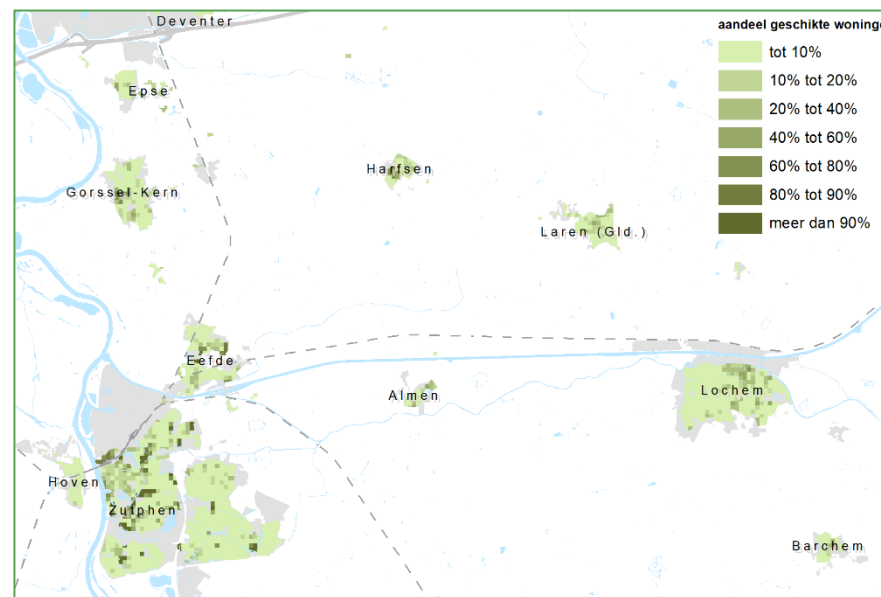 Deventer
aandeel geschikte woninge
tot 10%
10% tot 20%
20% tot 40%
40% tot 60%
60% tot 80%
80% tot 90%
meer dan 90%
Epse
Harfsen
Gorssel-Kern
Laren (Gld.)
Eefde
Almen
Lochem
Hoven
Zutphen
Barchem